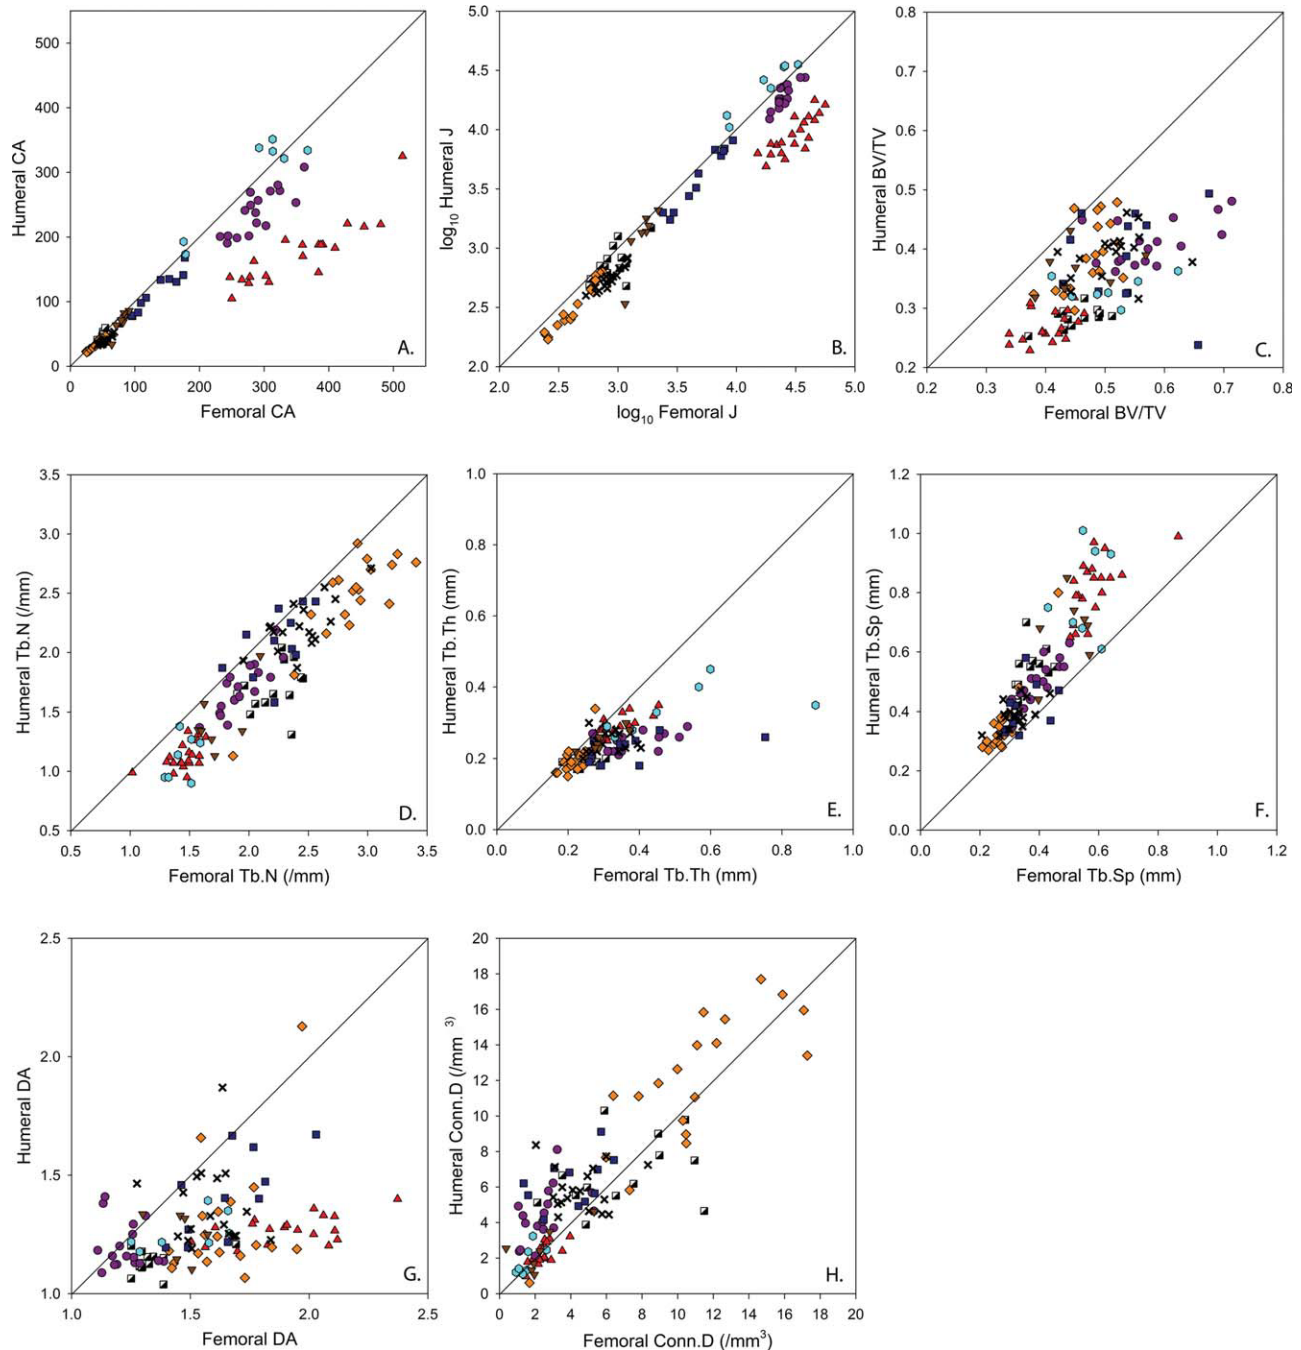 500
400
300
200
100
0
Humeral CA
0 100 200 300 400 500
Femoral CA
A.
5.0
4.5
4.0
3.5
3.0
2.5
2.0
log10 Humeral J
2.0 2.5 3.0 3.5 4.0 4.5 5.0
log10 Femoral J
B.
0.8
0.7
0.6
0.5
0.4
0.3
0.2
Humeral BV/TV
0.2 0.3 0.4 0.5 0.6 0.7 0.8
Femoral BV/TV
C.
3.5
3.0
2.5
2.0
1.5
1.0
0.5
Humeral Tb.N (/mm)
0.5 1.0 1.5 2.0 2.5 3.0 3.5
Femoral Tb.N (/mm)
D.
1.0
0.8
0.6
0.4
0.2
0.0
Humeral Tb.Th (mm)
0.0 0.2 0.4 0.6 0.8 1.0
Femoral Tb.Th (mm)
E.
1.2
1.0
0.8
0.6
0.4
0.2
0.0
Humeral Tb.Sp (mm)
0.0 0.2 0.4 0.6 0.8 1.0 1.2
Femoral Tb.Sp (mm)
F.
2.5
2.0
1.5
1.0
Humeral DA
1.0 1.5 2.0 2.5
Femoral DA
G.
20
18
16
14
12
10
8
6
4
2
0
Humeral Conn.D (/mm 3)
0 2 4 6 8 10 12 14 16 18 20
Femoral Conn.D (/mm3)
H.